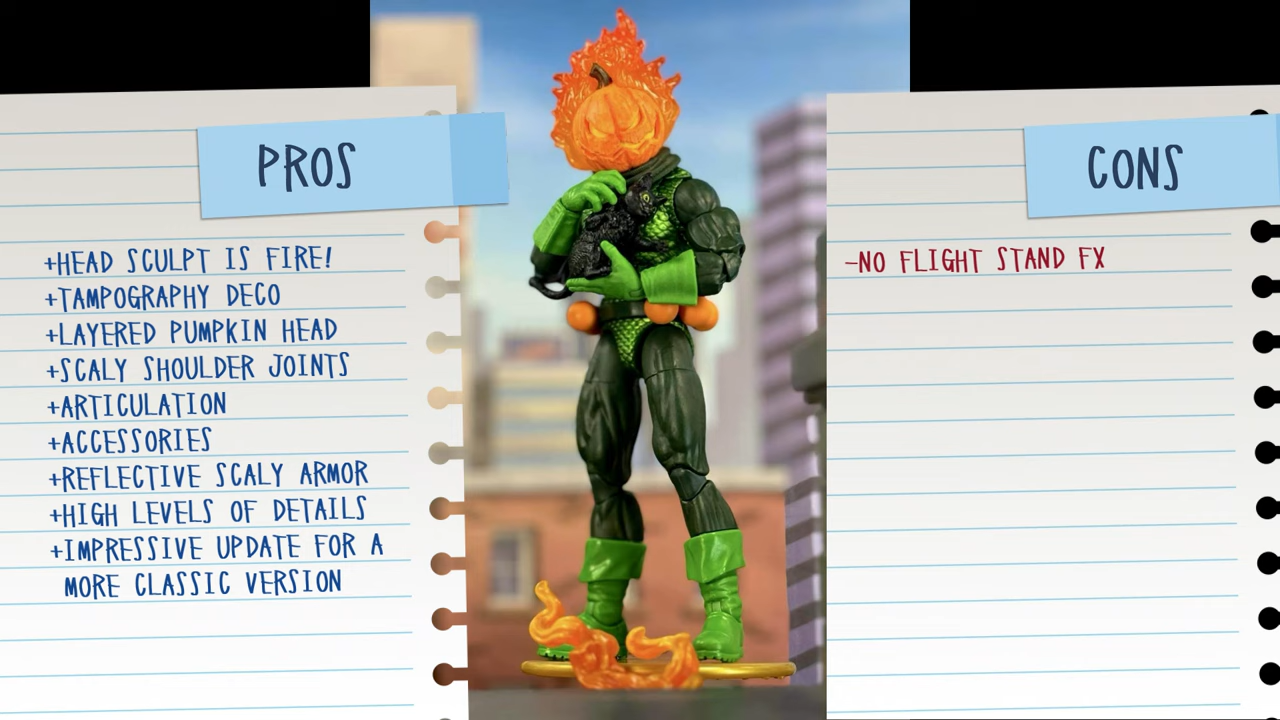 PROS
+HEAD SCULPT IS FIRE!
+TAMPOGRAPHY DECO
+LAYERED PUMPKIN HEAD
+SCALY SHOULDER JOINTS
+ARTICULATION
+ACCESSORIES
+REFLECTIVE SCALY ARMOR
+HIGH LEVELS OF DETAILS
+IMPRESSIVE UPDATE FOR A
MORE CLASSIC VERSION
CONS
-NO FLIGHT STAND FX